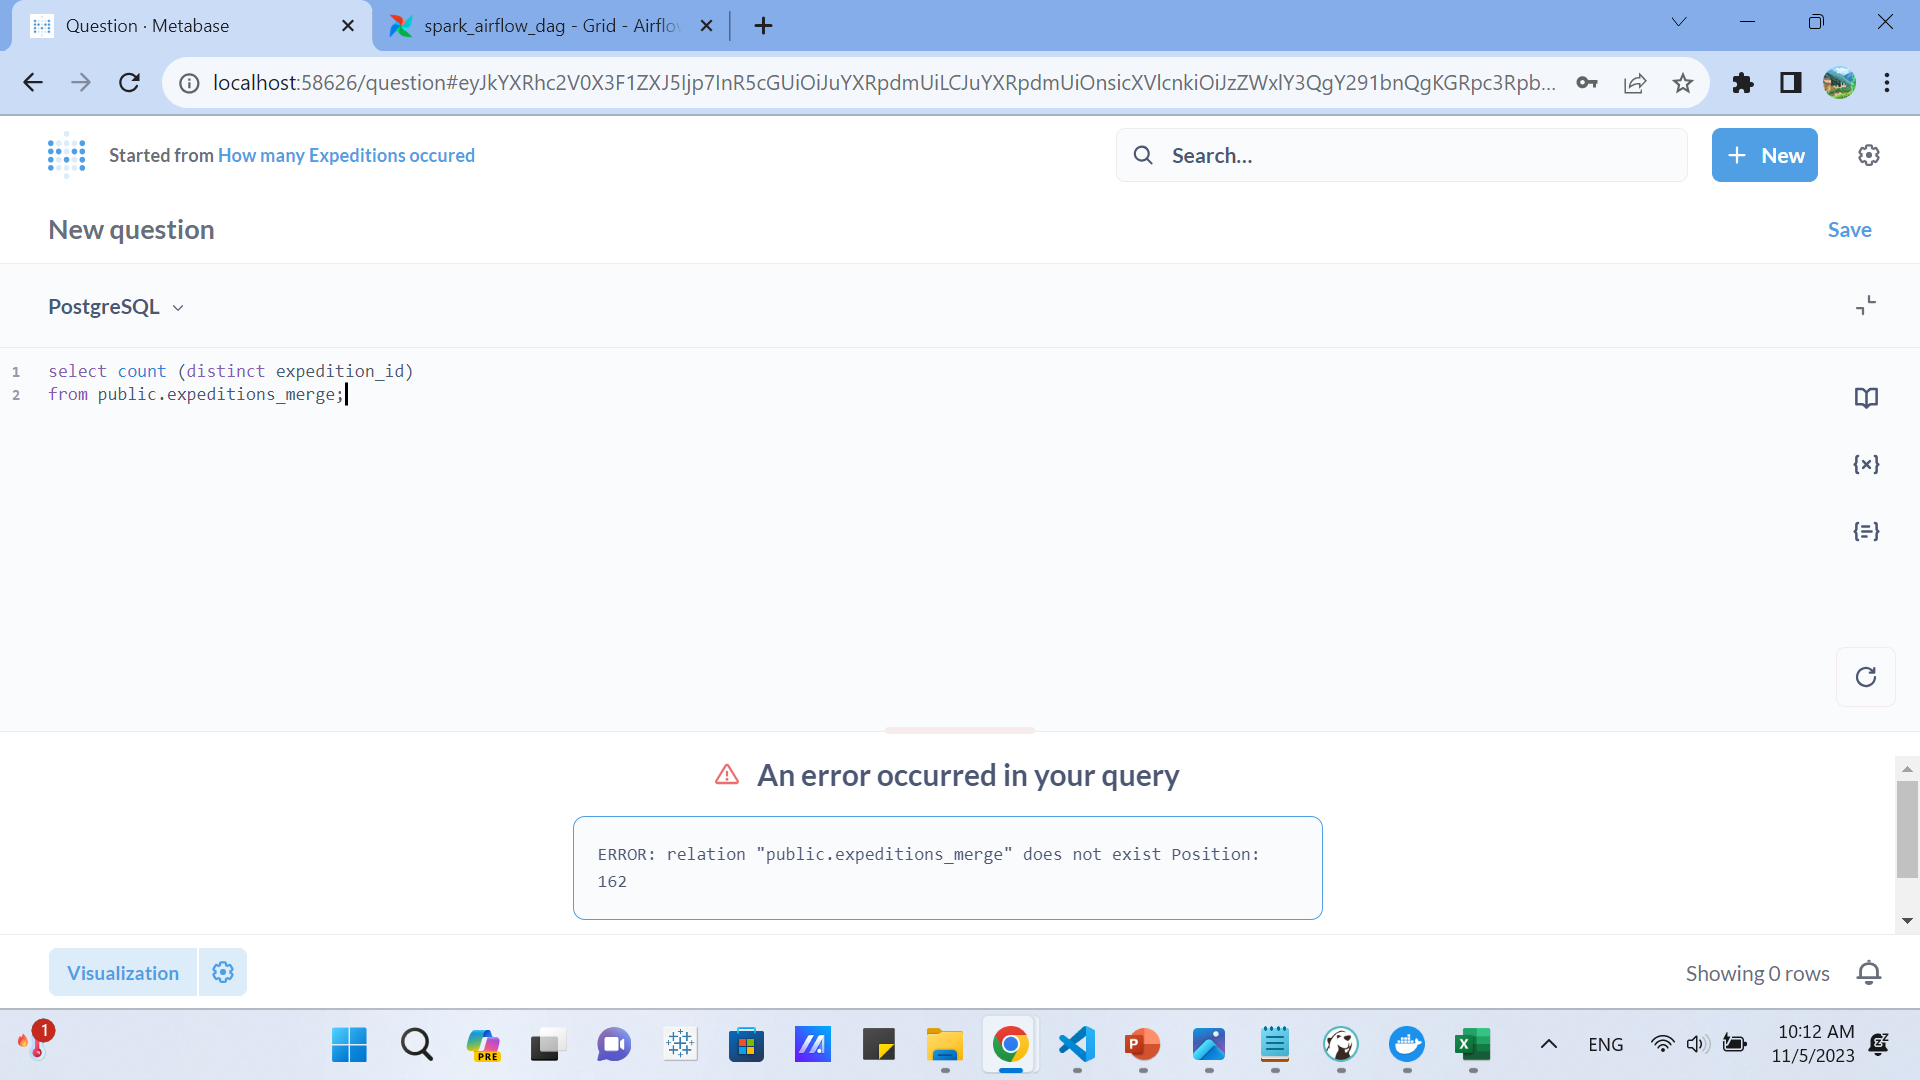 Question · Metabase
spark_airflow_dag - Grid - Airflo
localhost:58626/question#eyJkYXRhc2V0X3F1ZXJ5Ijp7InR5cGUiOiJuYXRpdmUiLCJuYXRpdmUiOnsicXVlcnkiOiJzZWxlY3QgY291bnQgKGRpc3Rpb...
Started from How many Expeditions occured
Search...
+ New
New question
Save
PostgreSQL
1 select count (distinct expedition_id)
2 from public.expeditions_merge;
An error occurred in your query
ERROR: relation "public.expeditions_merge" does not exist Position:
162
Visualization
Showing 0 rows
1
PRE
ENG
10:12 AM
11/5/2023